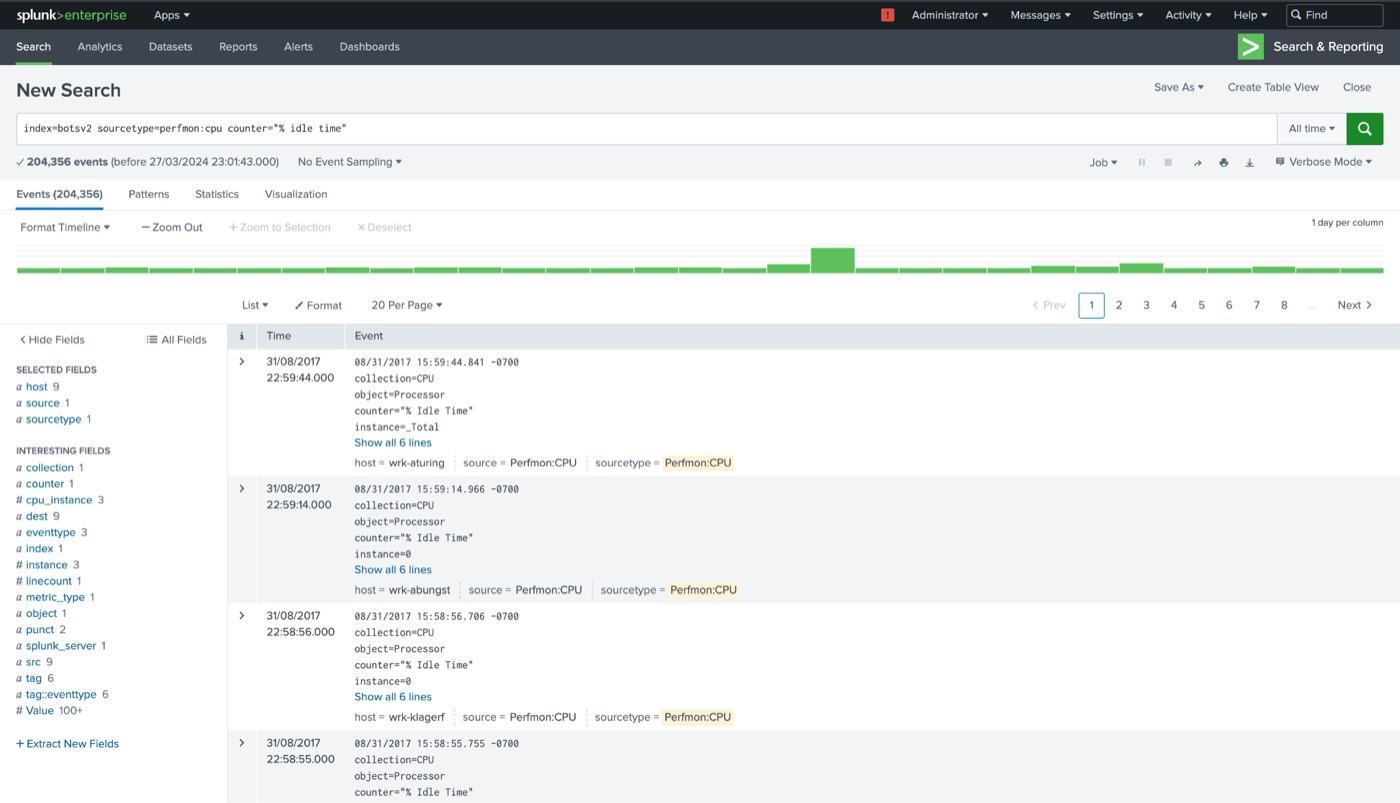 splunk>enterprise Apps ▾ ! Administrator ▾ Messages ▾ Settings ▾ Activity ▾ Help ▾ Find
Search Analytics Datasets Reports Alerts Dashboards > Search & Reporting
New Search Save As ▾ Create Table View Close
index=botsv2 sourcetype=perfmon:cpu counter="% idle time" All time ▾
✓ 204,356 events (before 27/03/2024 23:01:43.000) No Event Sampling ▾ Job ▾ Verbose Mode ▾
Events (204,356) Patterns Statistics Visualization
Format Timeline ▾ — Zoom Out + Zoom to Selection × Deselect 1 day per column
List ▾ Format 20 Per Page ▾ < Prev 1 2 3 4 5 6 7 8 ... Next >
< Hide Fields All Fields
SELECTED FIELDS
a host 9
a source 1
a sourcetype 1
INTERESTING FIELDS
a collection 1
a counter 1
# cpu_instance 3
a dest 9
a eventtype 3
a index 1
# instance 3
# linecount 1
a metric_type 1
a object 1
a punct 2
a splunk_server 1
a src 9
a tag 6
a tag::eventtype 6
# Value 100+
+ Extract New Fields
i Time Event
> 31/08/2017 08/31/2017 15:59:44.841 -0700
22:59:44.000 collection=CPU
object=Processor
counter="% Idle Time"
instance=_Total
Show all 6 lines
host = wrk-aturing source = Perfmon:CPU sourcetype = Perfmon:CPU
> 31/08/2017 08/31/2017 15:59:14.966 -0700
22:59:14.000 collection=CPU
object=Processor
counter="% Idle Time"
instance=0
Show all 6 lines
host = wrk-abungst source = Perfmon:CPU sourcetype = Perfmon:CPU
> 31/08/2017 08/31/2017 15:58:56.706 -0700
22:58:56.000 collection=CPU
object=Processor
counter="% Idle Time"
instance=0
Show all 6 lines
host = wrk-klagerf source = Perfmon:CPU sourcetype = Perfmon:CPU
> 31/08/2017 08/31/2017 15:58:55.755 -0700
22:58:55.000 collection=CPU
object=Processor
counter="% Idle Time"